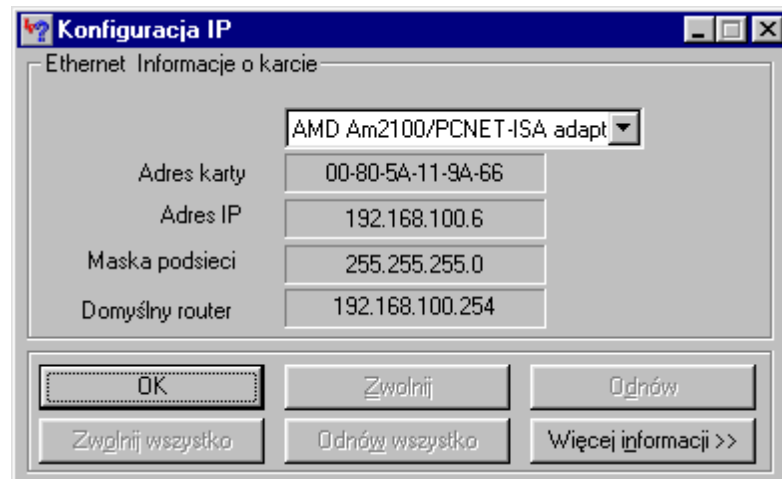 Konfiguracja IP
Ethernet Informacje o karcie
AMD Am2100/PCNET-ISA adapt
Adres karty 00-80-5A-11-9A-66
Adres IP 192.168.100.6
Maska podsieci 255.255.255.0
Domyślny router 192.168.100.254
OK Zwolnij Odnów
Zwolnij wszystko Odnów wszystko Więcej informacji >>